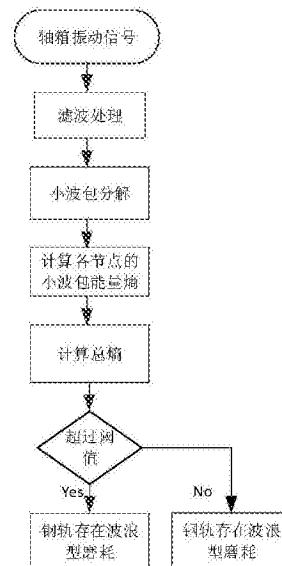 轴箱振动信号
滤波处理
小波包分解
计算各节点的
小波包能量熵
计算总熵
超过阈
值
Yes
No
钢轨存在波浪
型磨耗
钢轨存在波浪
型磨耗